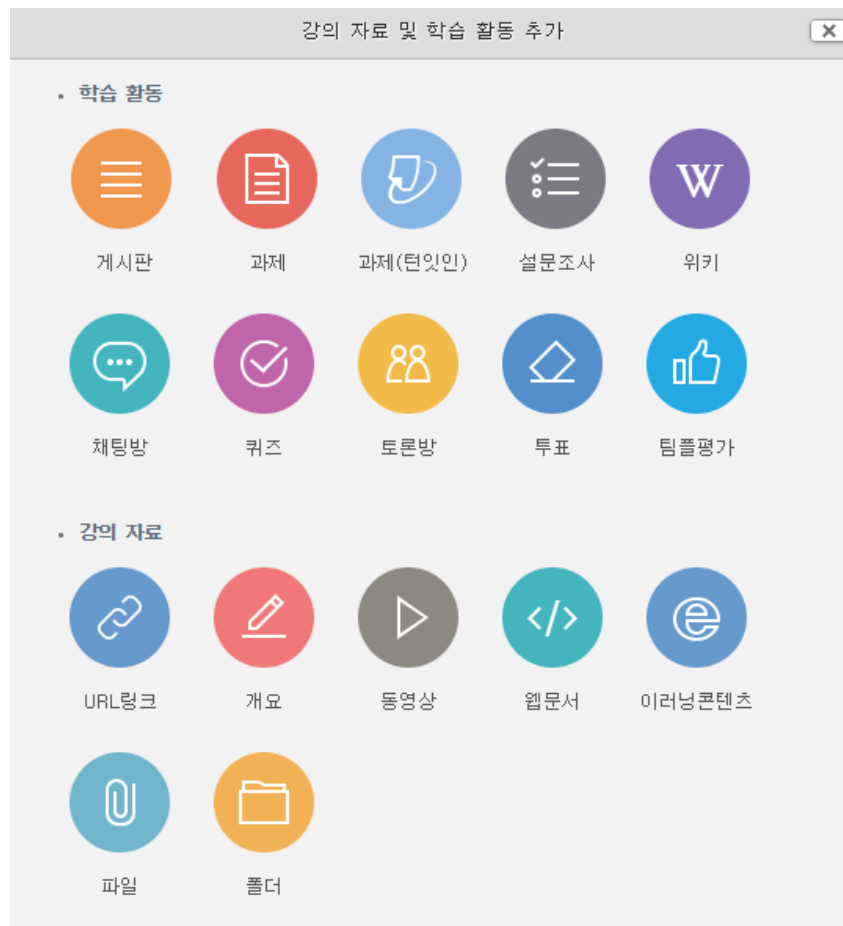 강의 자료 및 학습 활동 추가
학습 활동
게시판 과제 과제(턴잇인) 설문조사 위키
W
채팅방 퀴즈 토론방 투표 팀플평가
강의 자료
</>
URL링크 개요 동영상 웹문서 이러닝콘텐츠
파일 폴더